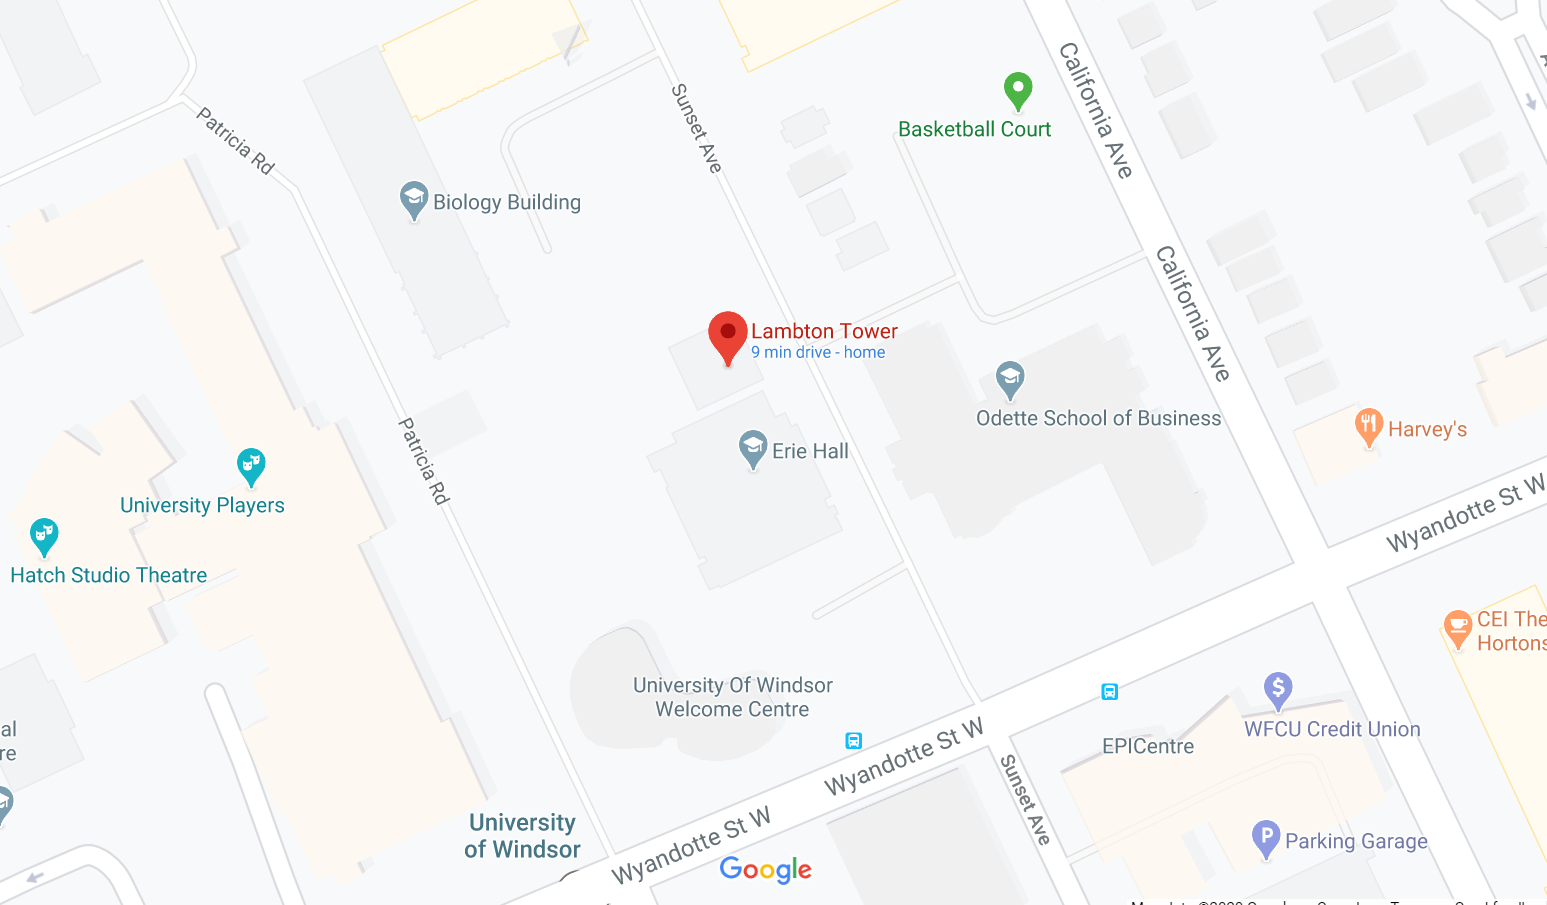 Sunset Ave
California Ave
Patricia Rd
Basketball Court
Biology Building
California Ave
Lambton Tower
9 min drive - home
Odette School of Business
Harvey's
Erie Hall
Patricia Rd
University Players
Wyandotte St W
Hatch Studio Theatre
CEI The
Hortons
University Of Windsor
Welcome Centre
al
re
WFCU Credit Union
EPICentre
Wyandotte St W
Sunset Ave
University
of Windsor
Wyandotte St W
P
Parking Garage
Google